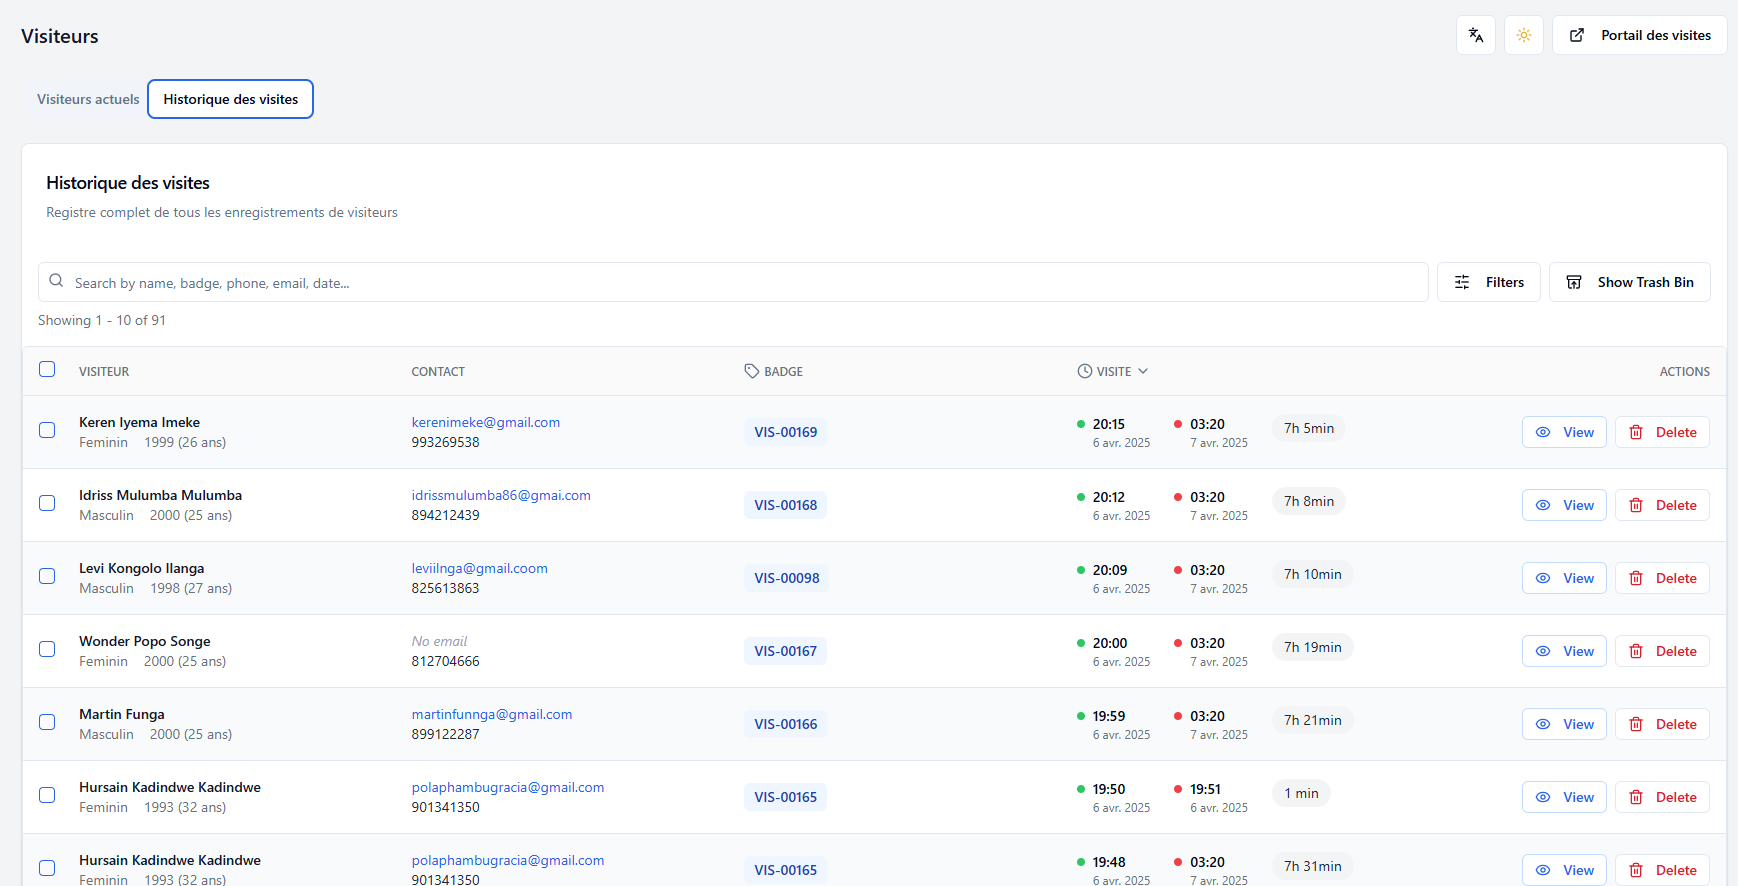 Visiteurs
Portail des visites
Visiteurs actuels
Historique des visites
Historique des visites
Registre complet de tous les enregistrements de visiteurs
Search by name, badge, phone, email, date...
Filters
Show Trash Bin
Showing 1 - 10 of 91
VISITEUR CONTACT BADGE VISITE ACTIONS
Keren Iyema Imeke kerenimeke@gmail.com VIS-00169 20:15 03:20 7h 5min View Delete
Feminin 1999 (26 ans) 993269538 6 avr. 2025 7 avr. 2025
Idriss Mulumba Mulumba idrissmulumba86@gmai.com VIS-00168 20:12 03:20 7h 8min View Delete
Masculin 2000 (25 ans) 894212439 6 avr. 2025 7 avr. 2025
Levi Kongolo Ilanga leviilnga@gmail.coom VIS-00098 20:09 03:20 7h 10min View Delete
Masculin 1998 (27 ans) 825613863 6 avr. 2025 7 avr. 2025
Wonder Popo Songe No email VIS-00167 20:00 03:20 7h 19min View Delete
Feminin 2000 (25 ans) 812704666 6 avr. 2025 7 avr. 2025
Martin Funga martinfunnga@gmail.com VIS-00166 19:59 03:20 7h 21min View Delete
Masculin 2000 (25 ans) 899122287 6 avr. 2025 7 avr. 2025
Hursain Kadindwe Kadindwe polaphambugracia@gmail.com VIS-00165 19:50 19:51 1 min View Delete
Feminin 1993 (32 ans) 901341350 6 avr. 2025 6 avr. 2025
Hursain Kadindwe Kadindwe polaphambugracia@gmail.com VIS-00165 19:48 03:20 7h 31min View Delete
Feminin 1993 (32 ans) 901341350 6 avr. 2025 7 avr. 2025